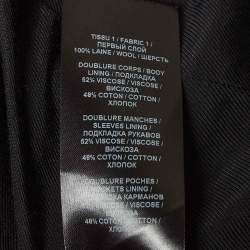 TISSU 1 / FABRIC 1 /
ПЕРВЫЙ СЛОЙ
100% LAINE / WOOL / ШЕРСТЬ
DOUBLURE CORPS / BODY
LINING / ПОДКЛАДКА
52% VISCOSE / VISCOSE /
ВИСКОЗА
48% COTON / COTTON /
ХЛОПОК
DOUBLURE MANCHES /
SLEEVES LINING /
ПОДКЛАДКА РУКАВОВ
52% VISCOSE / VISCOSE /
ВИСКОЗА
48% COTON / COTTON /
ХЛОПОК
DOUBLURE POCHES /
POCKETS LINING /
ПОДКЛАДКА КАРМАНОВ
52% VISCOSE / VISCOSE /
ВИСКОЗА
48% COTON / COTTON /
ХЛОПОК